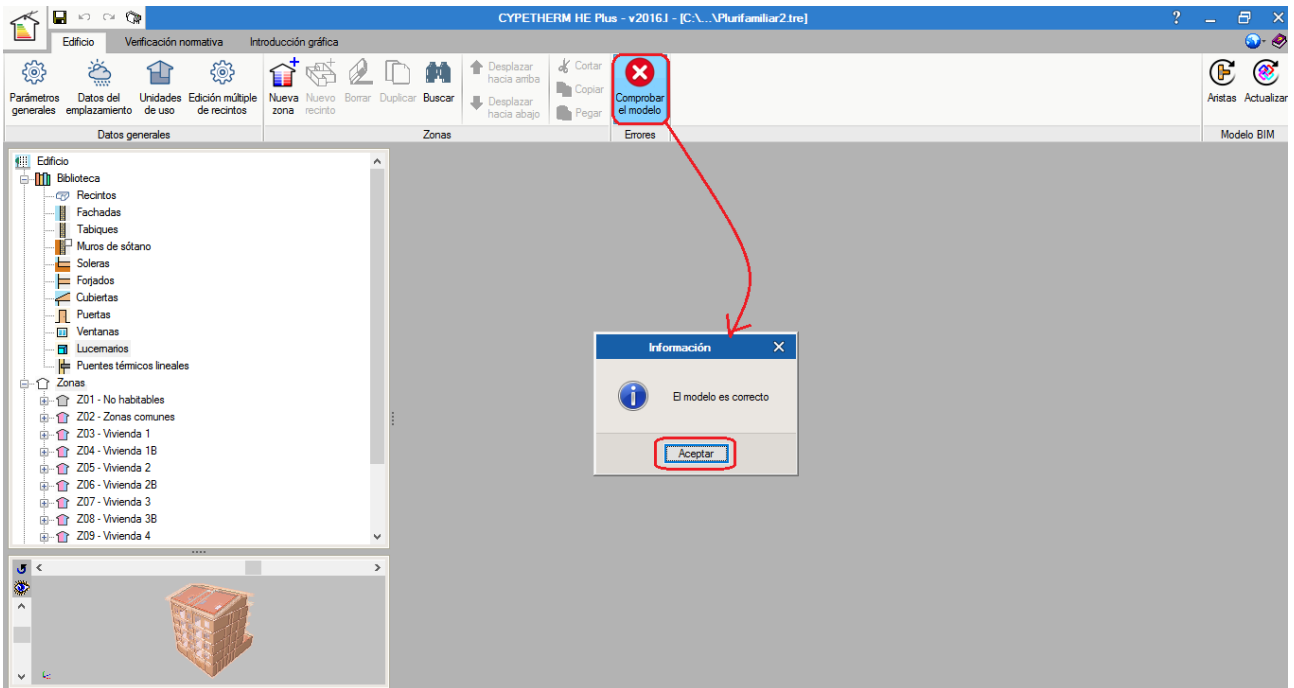 CYPETHERM HE Plus - v2016.I - [C:\...\Plurifamiliar2.tre]
Edificio
Verificación normativa
Introducción gráfica
Parámetros generales
Datos del emplazamiento
Unidades de uso
Edición múltiple de recintos
Nueva zona
Nuevo recinto
Borrar
Duplicar
Buscar
Desplazar hacia arriba
Desplazar hacia abajo
Cortar
Copiar
Pegar
Comprobar el modelo
Aristas
Actualizar
Datos generales
Zonas
Errores
Modelo BIM
Edificio
Biblioteca
Recintos
Fachadas
Tabiques
Muros de sótano
Soleras
Forjados
Cubiertas
Puertas
Ventanas
Lucernarios
Puentes térmicos lineales
Zonas
Z01 - No habitables
Z02 - Zonas comunes
Z03 - Vivienda 1
Z04 - Vivienda 1B
Z05 - Vivienda 2
Z06 - Vivienda 2B
Z07 - Vivienda 3
Z08 - Vivienda 3B
Z09 - Vivienda 4
Información
El modelo es correcto
Aceptar